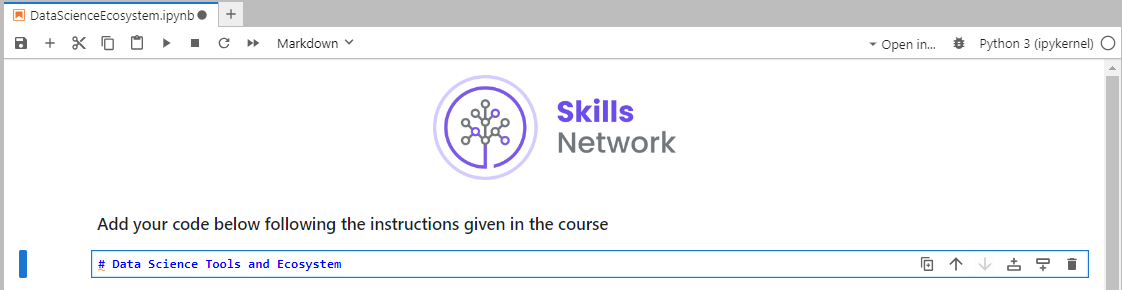 DataScienceEcosystem.ipynb
Markdown
Open in...
Python 3 (ipykernel)
Skills
Network
Add your code below following the instructions given in the course
# Data Science Tools and Ecosystem